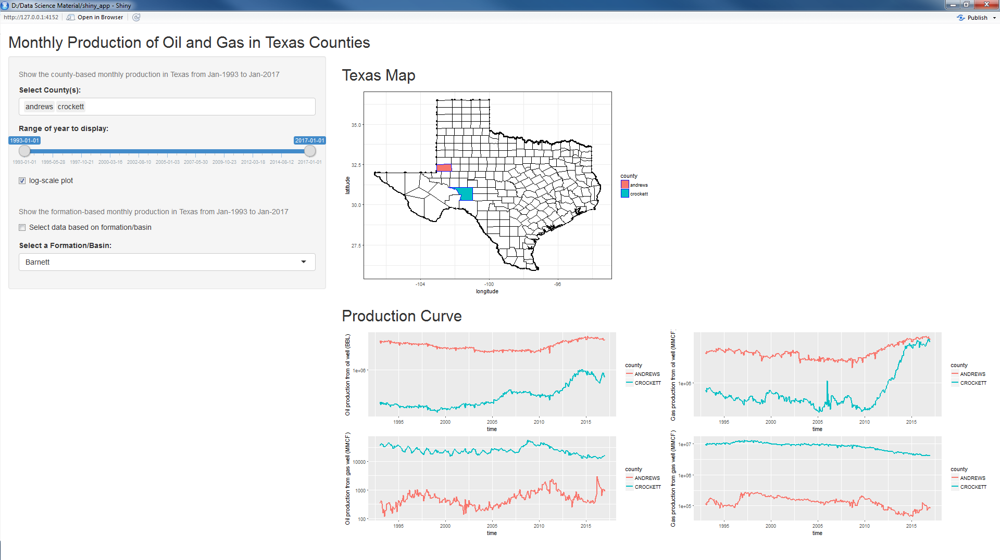 D:/Data Science Material/shiny_app - Shiny
http://127.0.0.1:4152 Open in Browser Publish
Monthly Production of Oil and Gas in Texas Counties
Show the county-based monthly production in Texas from Jan-1993 to Jan-2017
Select County(s):
andrews crockett
Range of year to display:
1993-01-01 2017-01-01
1993-01-01 1995-05-28 1997-10-21 2000-03-16 2002-08-10 2005-01-03 2007-05-30 2009-10-23 2012-03-18 2014-08-12 2017-01-01
log-scale plot
Show the formation-based monthly production in Texas from Jan-1993 to Jan-2017
Select data based on formation/basin
Select a Formation/Basin:
Barnett
Texas Map
latitude
35.0
32.5
30.0
27.5
-104 -100 -96
longitude
county
andrews
crockett
Production Curve
Oil production from oil well (BBL)
1e+06
1995 2000 2005 2010 2015
time
county
ANDREWS
CROCKETT
Gas production from oil well (MMCF)
1e+06
1995 2000 2005 2010 2015
time
county
ANDREWS
CROCKETT
Oil production from gas well (MMCF)
10000
1000
100
1995 2000 2005 2010 2015
time
county
ANDREWS
CROCKETT
Gas production from gas well (MMCF)
1e+07
1e+06
1e+05
1995 2000 2005 2010 2015
time
county
ANDREWS
CROCKETT